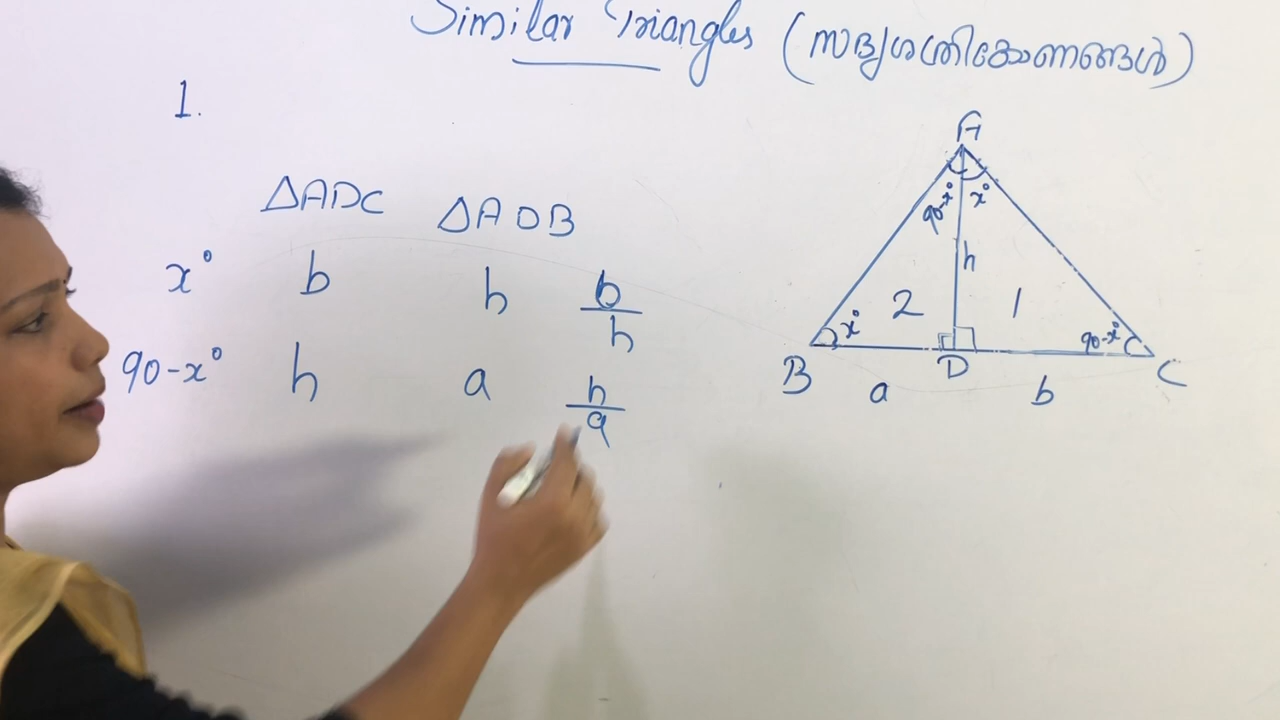 Similar Triangles (സദൃശത്രികോണങ്ങൾ)
1.
ΔADC ΔADB
x° b h b/h
90-x° h a h/a
A
90-x° x°
h
2 1
x° 90-x°
B D C
a b